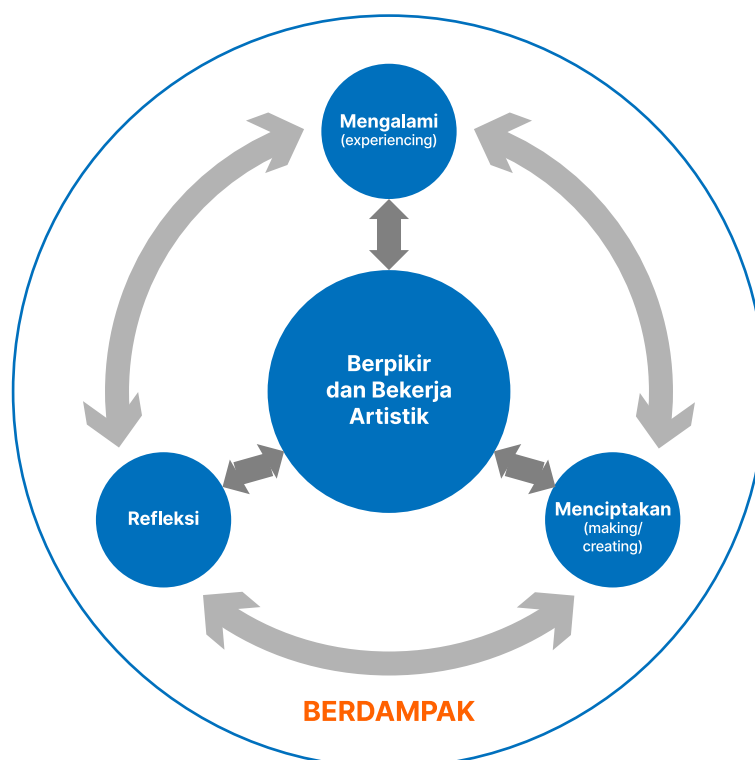 Mengalami
(experiencing)
Berpikir
dan Bekerja
Artistik
Refleksi
Menciptakan
(making/
creating)
BERDAMPAK